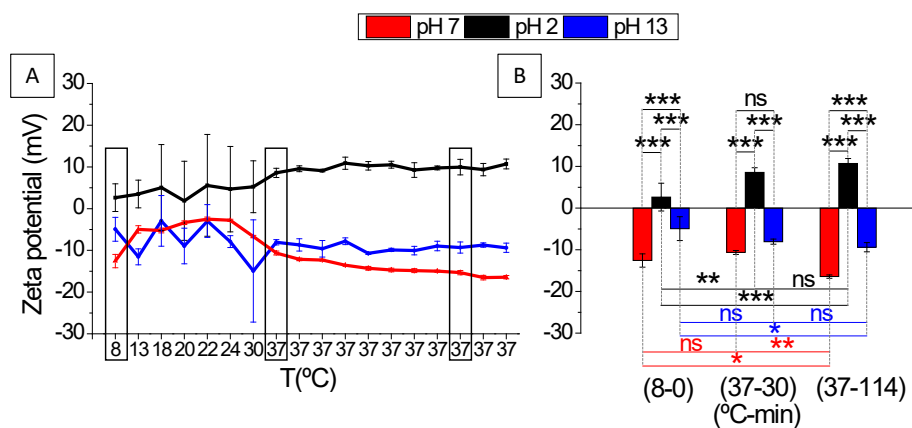 pH 7 pH 2 pH 13
A
Zeta potential (mV)
30
20
10
0
-10
-20
-30
8 13 18 20 22 24 30 37 37 37 37 37 37 37 37 37 37 37
T(ºC)
B
30
20
10
0
-10
-20
-30
*** ns ***
*** *** ***
*** *** ***
** ns
***
ns ns
*
ns **
*
(8-0) (37-30) (37-114)
(ºC-min)